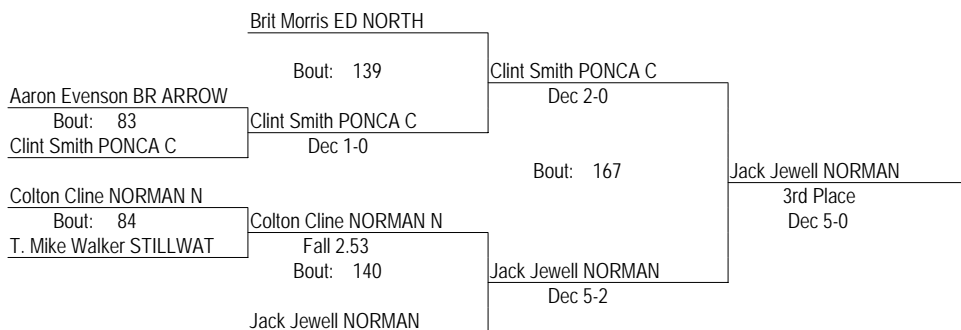 Brit Morris ED NORTH
Bout: 139
Clint Smith PONCA C
Dec 2-0
Aaron Evenson BR ARROW
Bout: 83
Clint Smith PONCA C
Clint Smith PONCA C
Dec 1-0
Bout: 167
Jack Jewell NORMAN
3rd Place
Dec 5-0
Colton Cline NORMAN N
Bout: 84
T. Mike Walker STILLWAT
Colton Cline NORMAN N
Fall 2.53
Bout: 140
Jack Jewell NORMAN
Dec 5-2
Jack Jewell NORMAN